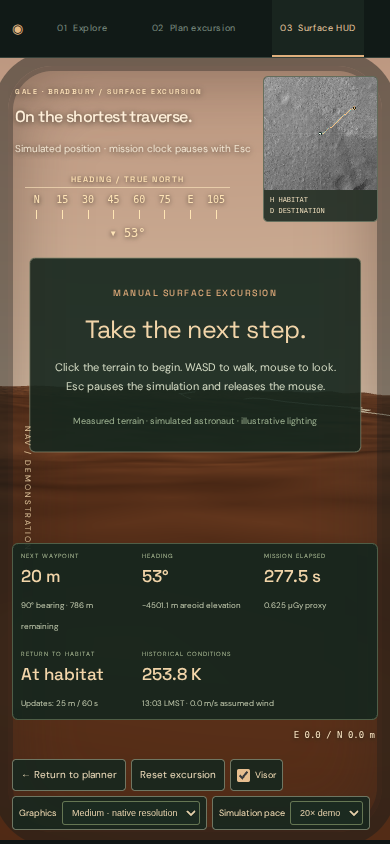 01 Explore
02 Plan excursion
03 Surface HUD
GALE · BRADBURY / SURFACE EXCURSION
On the shortest traverse.
Simulated position · mission clock pauses with Esc
HEADING / TRUE NORTH
N 15 30 45 60 75 E 105
▼ 53°
H HABITAT
D DESTINATION
MANUAL SURFACE EXCURSION
Take the next step.
Click the terrain to begin. WASD to walk, mouse to look.
Esc pauses the simulation and releases the mouse.
Measured terrain · simulated astronaut · illustrative lighting
NAV / DEMONSTRATIO
NEXT WAYPOINT
20 m
90° bearing · 786 m
remaining
HEADING
53°
-4501.1 m areoid elevation
MISSION ELAPSED
277.5 s
0.625 µGy proxy
RETURN TO HABITAT
At habitat
Updates: 25 m / 60 s
HISTORICAL CONDITIONS
253.8 K
13:03 LMST · 0.0 m/s assumed wind
E 0.0 / N 0.0 m
← Return to planner
Reset excursion
Visor
Graphics
Medium · native resolution
Simulation pace
20× demo